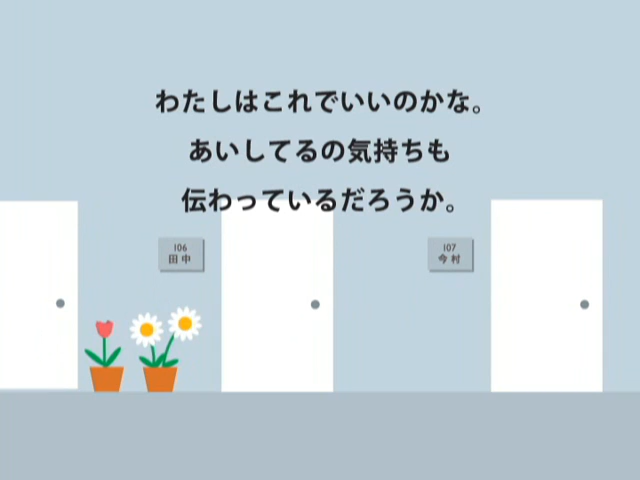 わたしはこれでいいのかな。
あいしてるの気持ちも
伝わっているだろうか。
106
田中
107
今村